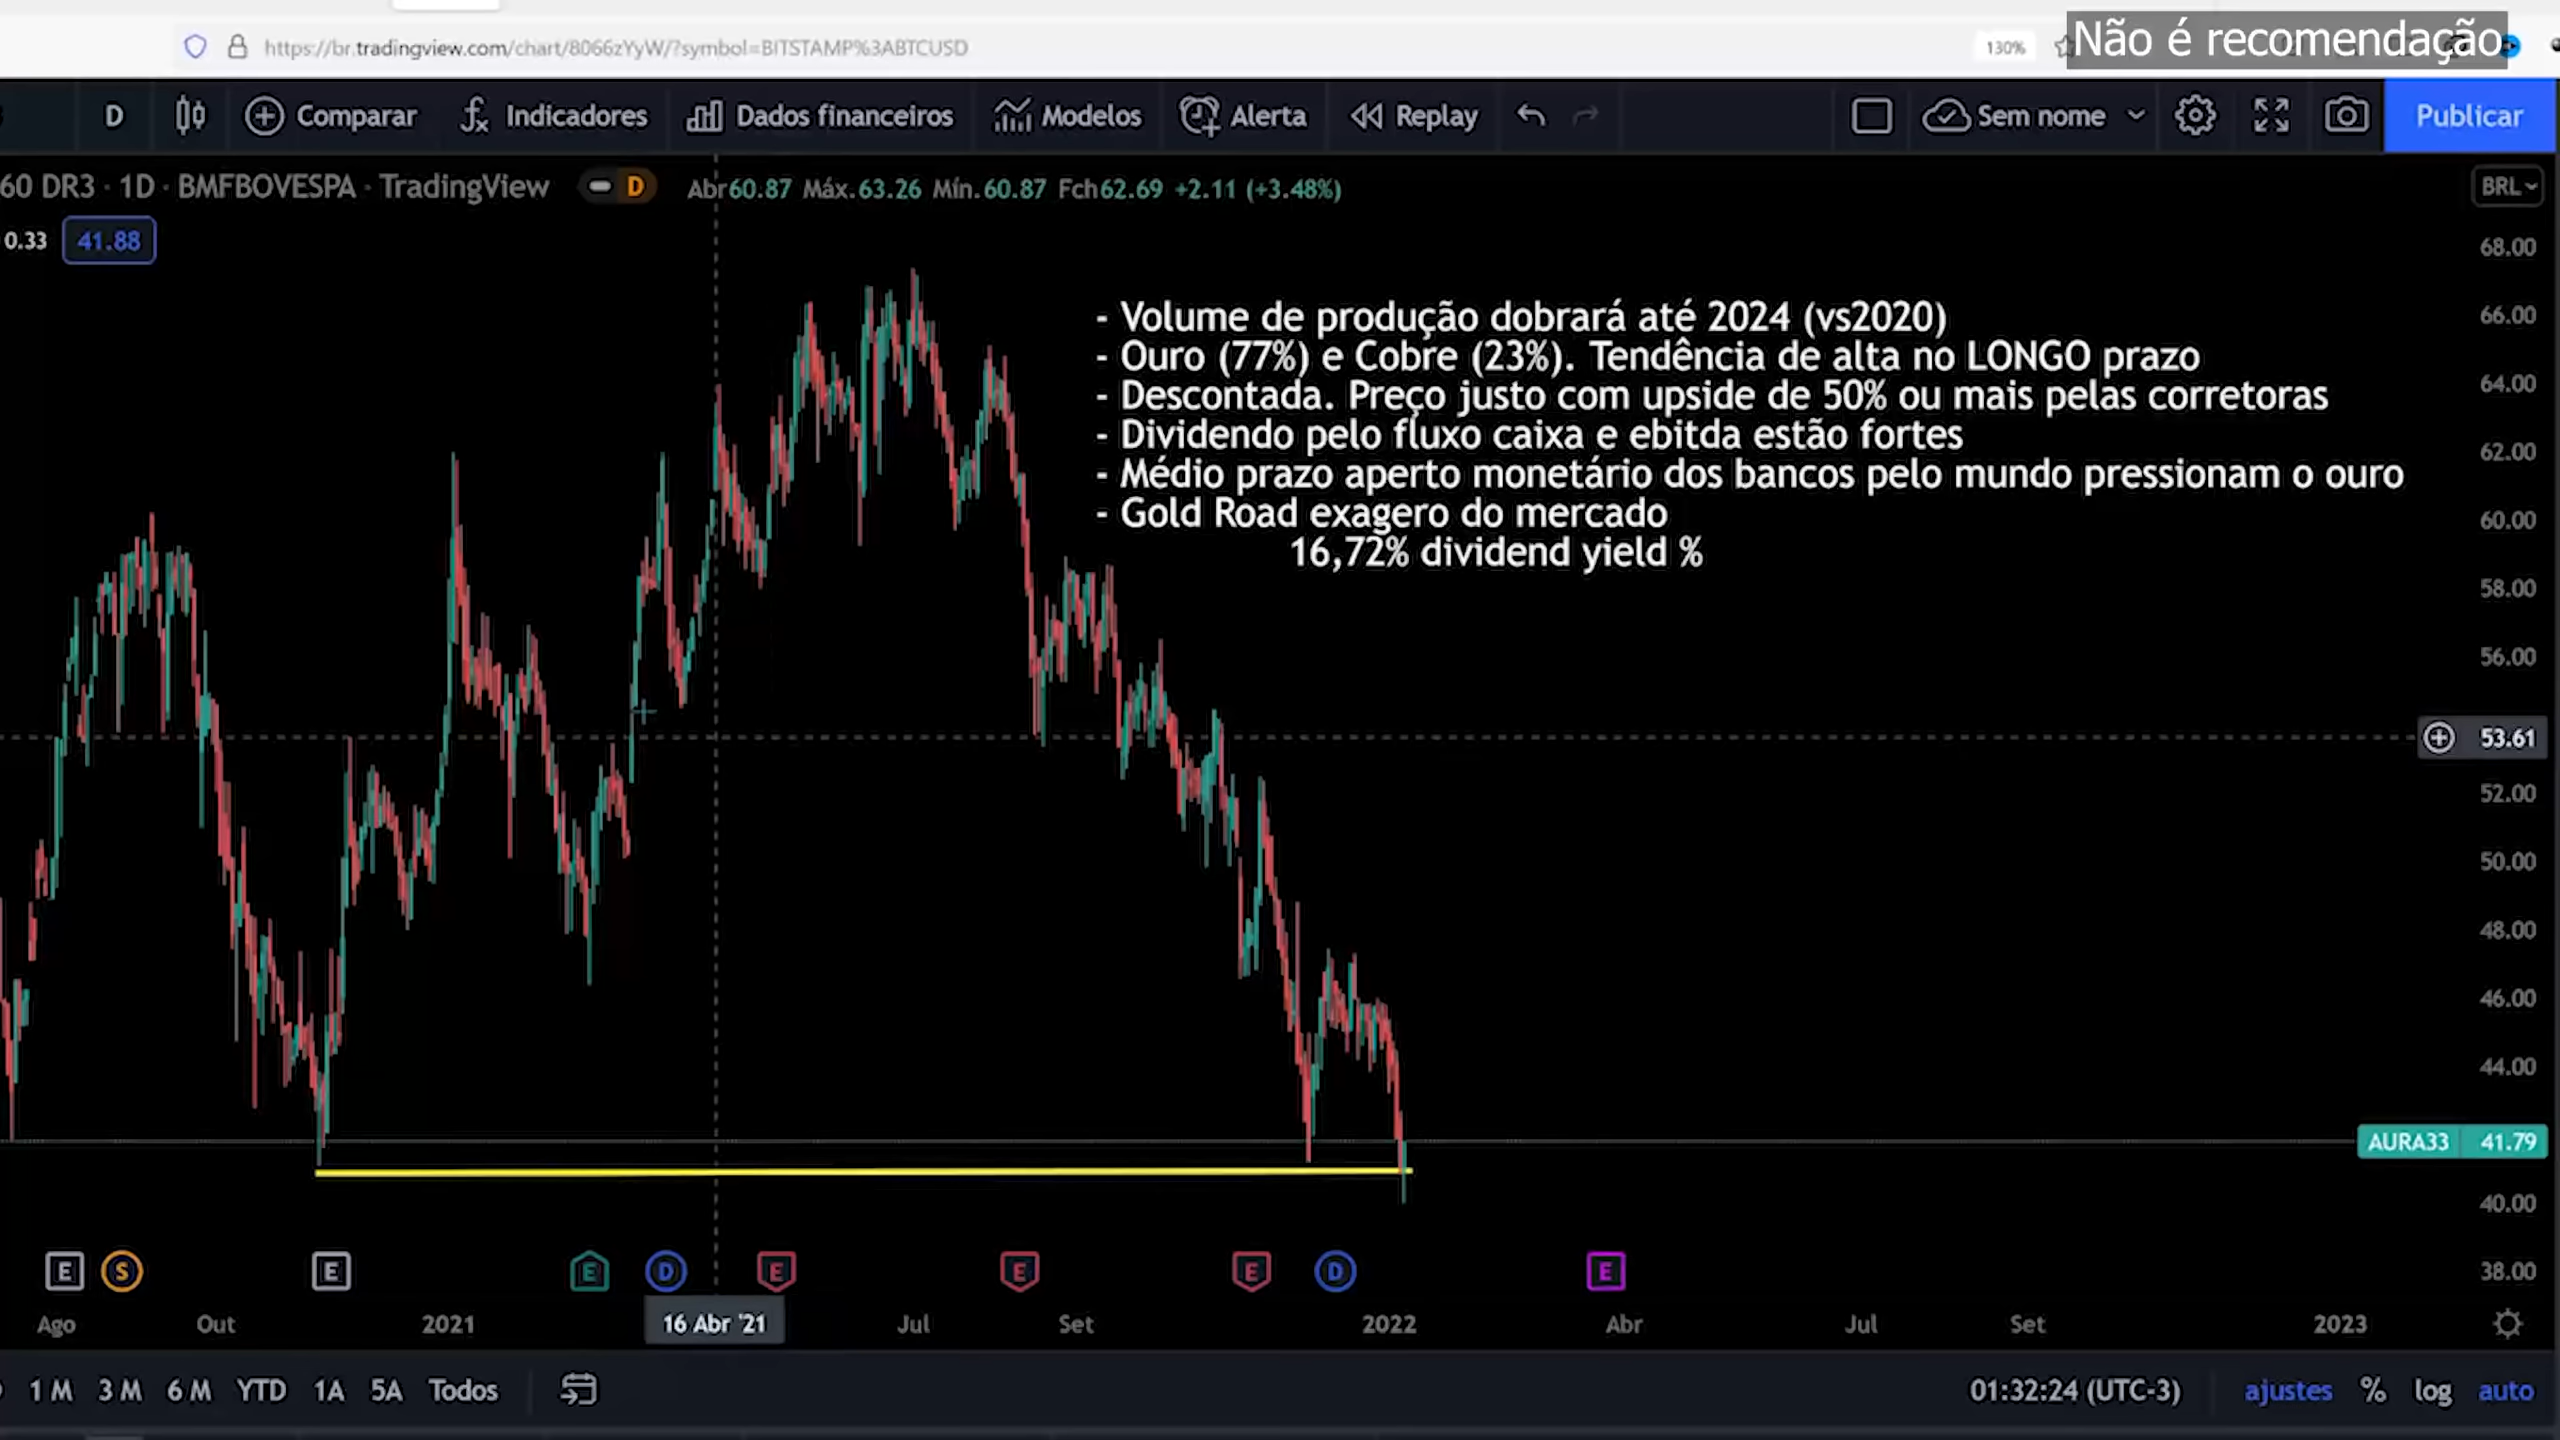 https://br.tradingview.com/chart/8066zYyW/?symbol=BITSTAMP%3ABTCUSD
130%
Não é recomendação
D
Comparar
Indicadores
Dados financeiros
Modelos
Alerta
Replay
Sem nome
Publicar
60 DR3 · 1D · BMFBOVESPA · TradingView
D
Abr60.87 Máx.63.26 Mín.60.87 Fch62.69 +2.11 (+3.48%)
BRL
0.33
41.88
68.00
- Volume de produção dobrará até 2024 (vs2020)
66.00
- Ouro (77%) e Cobre (23%). Tendência de alta no LONGO prazo
64.00
- Descontada. Preço justo com upside de 50% ou mais pelas corretoras
- Dividendo pelo fluxo caixa e ebitda estão fortes
62.00
- Médio prazo aperto monetário dos bancos pelo mundo pressionam o ouro
- Gold Road exagero do mercado
60.00
16,72% dividend yield %
58.00
56.00
53.61
52.00
50.00
48.00
46.00
44.00
AURA33 41.79
40.00
38.00
E S E E D E E E D E
Ago Out 2021 16 Abr '21 Jul Set 2022 Abr Jul Set 2023
1 M 3 M 6 M YTD 1A 5A Todos
01:32:24 (UTC-3)
ajustes % log auto